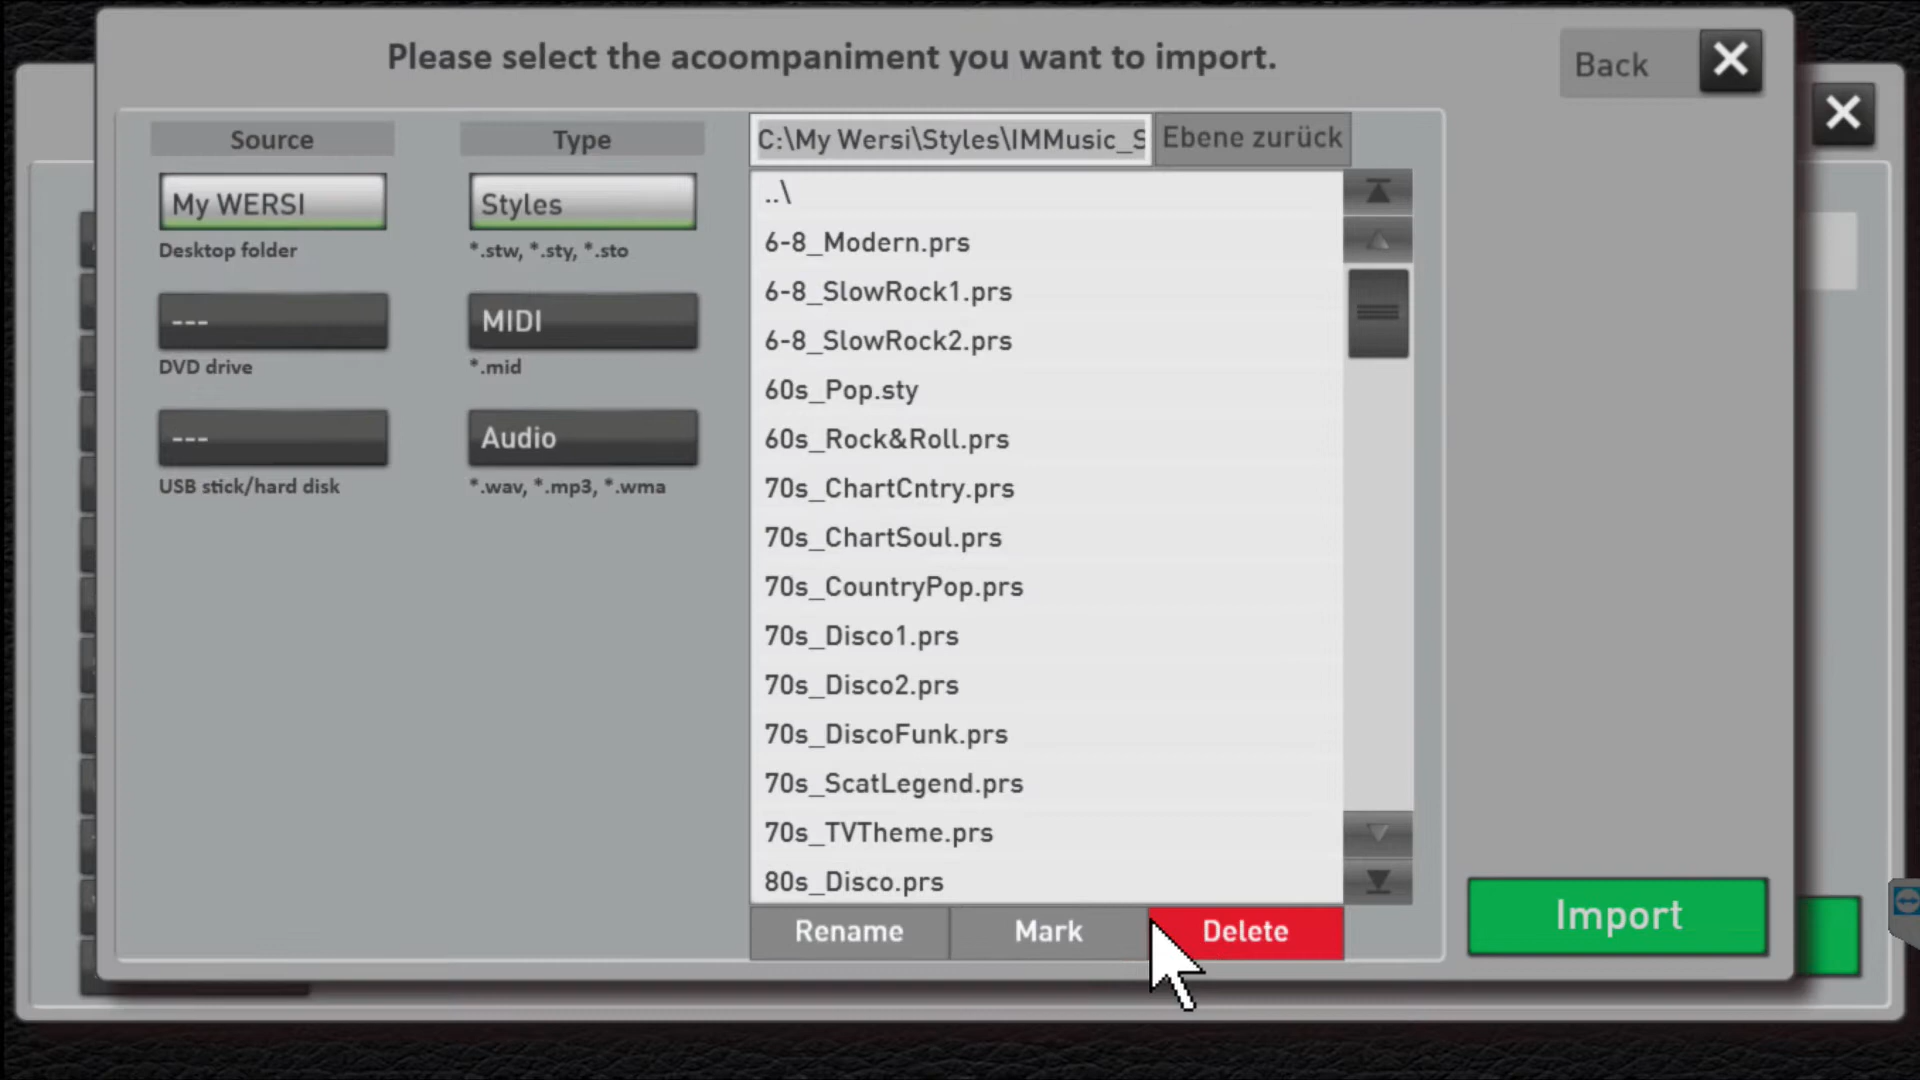 Please select the acoompaniment you want to import.
Back
Source
My WERSI
Desktop folder
---
DVD drive
---
USB stick/hard disk
Type
Styles
*.stw, *.sty, *.sto
MIDI
*.mid
Audio
*.wav, *.mp3, *.wma
C:\My Wersi\Styles\IMMusic_S
Ebene zurück
..\
6-8_Modern.prs
6-8_SlowRock1.prs
6-8_SlowRock2.prs
60s_Pop.sty
60s_Rock&Roll.prs
70s_ChartCntry.prs
70s_ChartSoul.prs
70s_CountryPop.prs
70s_Disco1.prs
70s_Disco2.prs
70s_DiscoFunk.prs
70s_ScatLegend.prs
70s_TVTheme.prs
80s_Disco.prs
Rename
Mark
Delete
Import